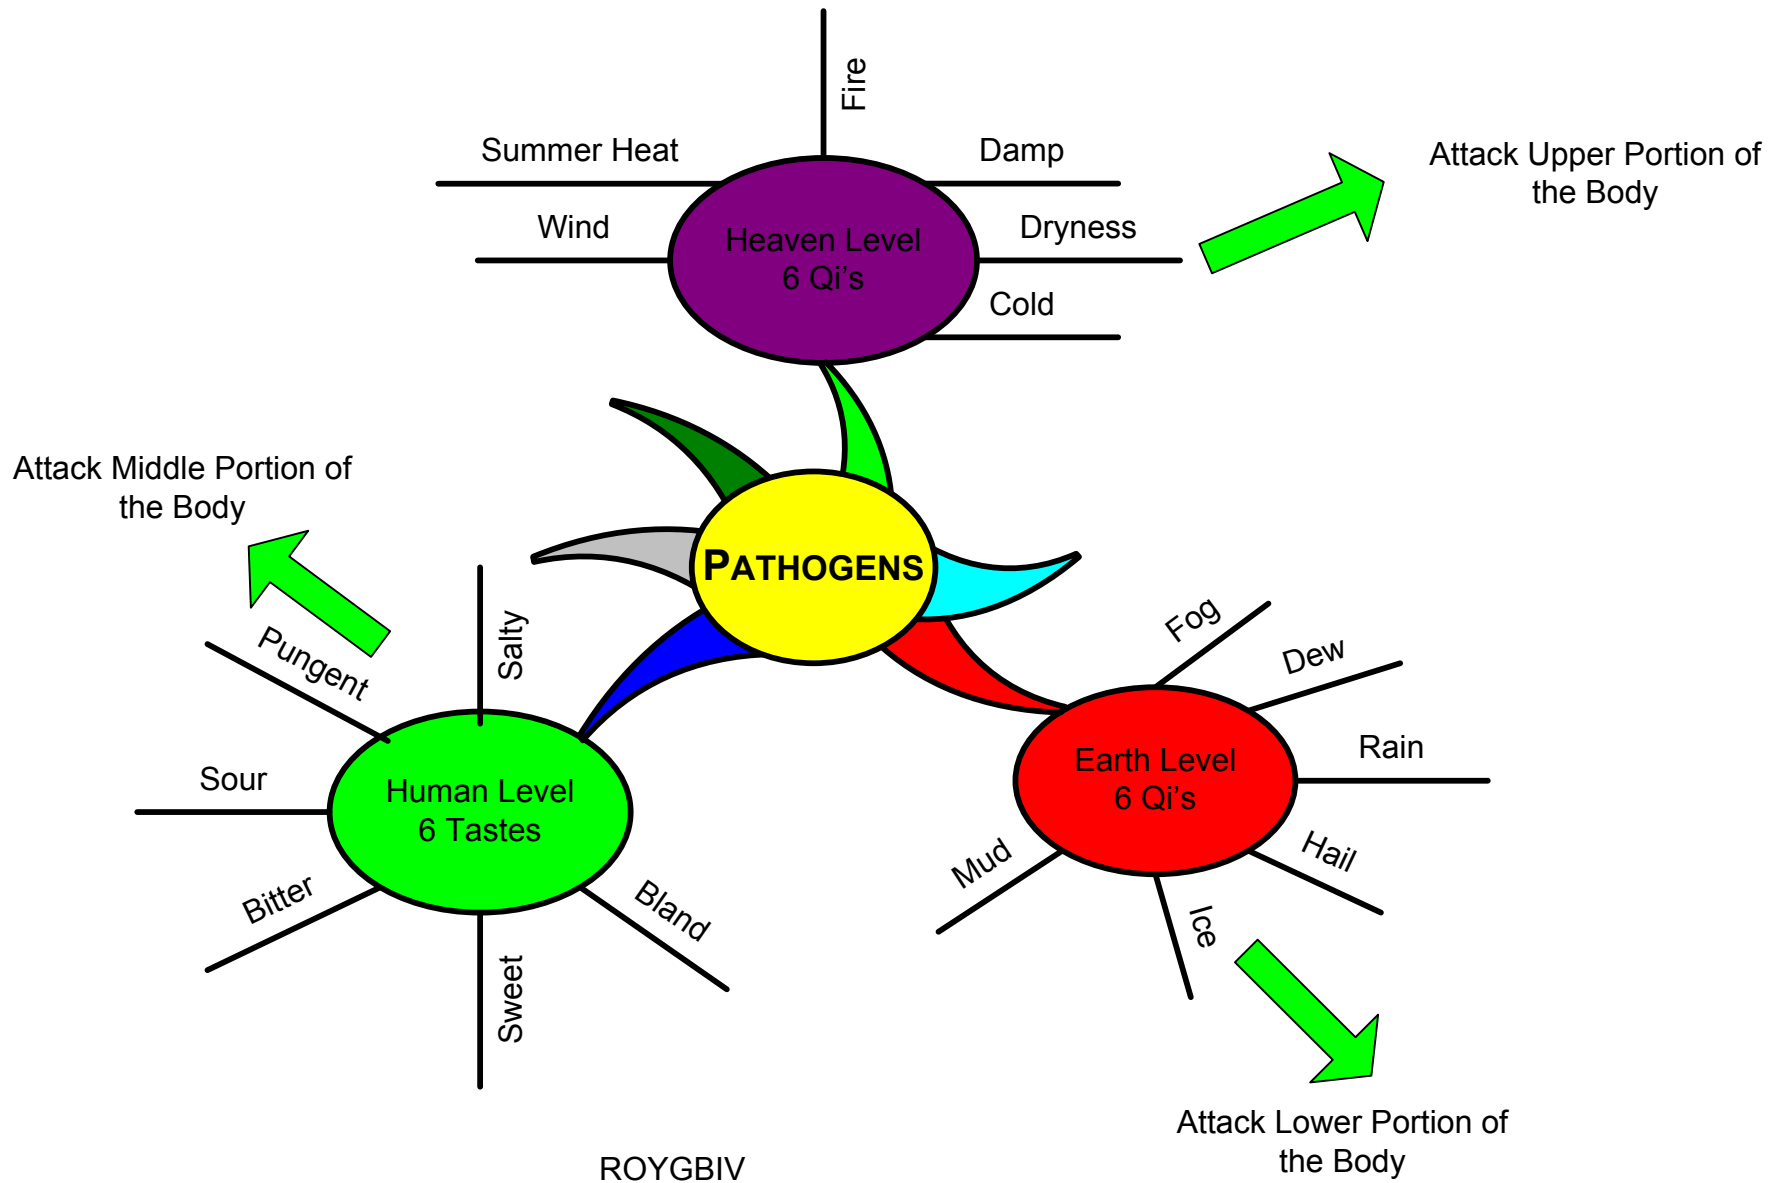 Fire
Summer Heat
Damp
Attack Upper Portion of
the Body
Wind
Heaven Level
6 Qi's
Dryness
Cold
Attack Middle Portion of
the Body
PATHOGENS
Pungent
Salty
Sour
Human Level
6 Tastes
Bitter
Sweet
Bland
Fog
Dew
Rain
Earth Level
6 Qi's
Mud
Hail
Ice
Attack Lower Portion of
the Body
ROYGBIV